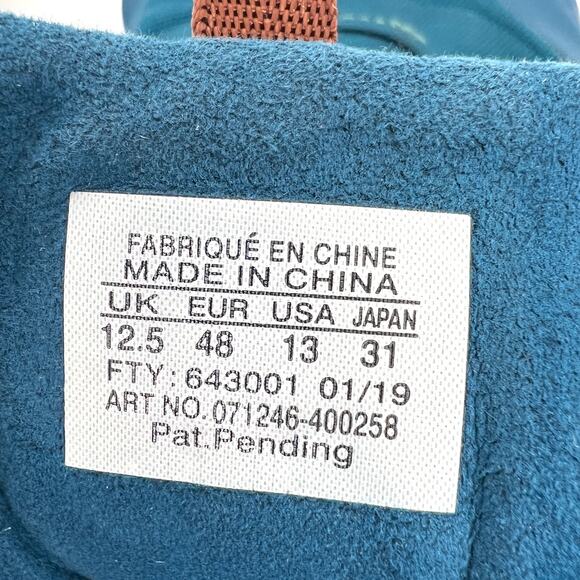 FABRIQUÉ EN CHINE
MADE IN CHINA
UK EUR USA JAPAN
12.5 48 13 31
FTY: 643001 01/19
ART NO. 071246-400258
Pat.Pending